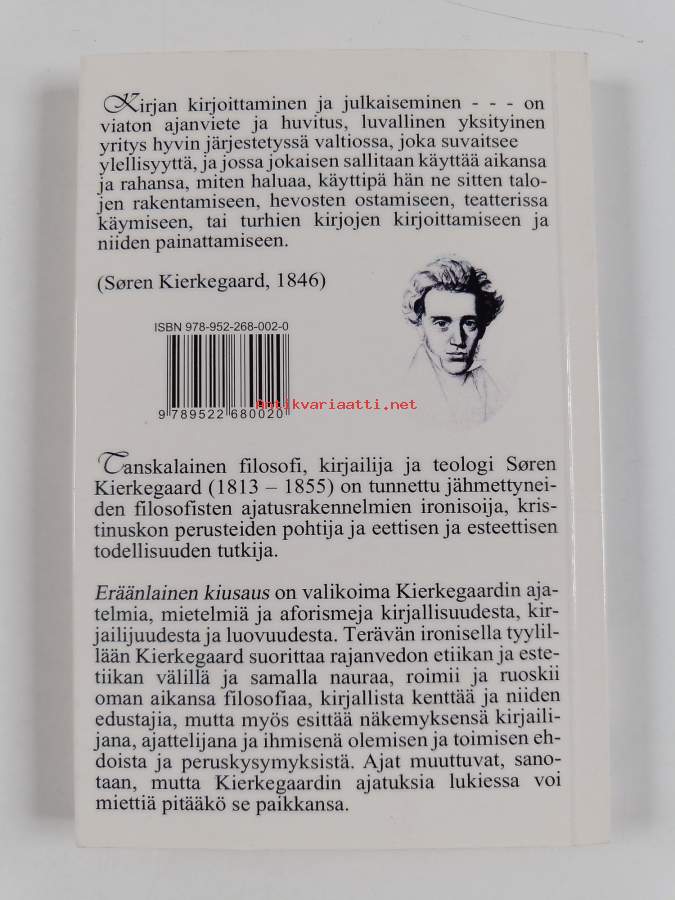 Kirjan kirjoittaminen ja julkaiseminen - - - on
viaton ajanviete ja huvitus, luvallinen yksityinen
yritys hyvin järjestetyssä valtiossa, joka suvaitsee
ylellisyyttä, ja jossa jokaisen sallitaan käyttää aikansa
ja rahansa, miten haluaa, käyttipä hän ne sitten talo-
jen rakentamiseen, hevosten ostamiseen, teatterissa
käymiseen, tai turhien kirjojen kirjoittamiseen ja
niiden painattamiseen.
(Søren Kierkegaard, 1846)
ISBN 978-952-268-002-0
Antikvariaatti.net
9 789522 680020
Tanskalainen filosofi, kirjailija ja teologi Søren
Kierkegaard (1813 – 1855) on tunnettu jähmettynei-
den filosofisten ajatusrakennelmien ironisoija, kris-
tinuskon perusteiden pohtija ja eettisen ja esteettisen
todellisuuden tutkija.
Eräänlainen kiusaus on valikoima Kierkegaardin aja-
telmia, mietelmiä ja aforismeja kirjallisuudesta, kir-
jailijuudesta ja luovuudesta. Terävän ironisella tyylil-
lään Kierkegaard suorittaa rajanvedon etiikan ja este-
tiikan välillä ja samalla nauraa, roimii ja ruoskii
oman aikansa filosofiaa, kirjallista kenttää ja niiden
edustajia, mutta myös esittää näkemyksensä kirjaili-
jana, ajattelijana ja ihmisenä olemisen ja toimisen eh-
doista ja peruskysymyksistä. Ajat muuttuvat, sano-
taan, mutta Kierkegaardin ajatuksia lukiessa voi
miettiä pitääkö se paikkansa.